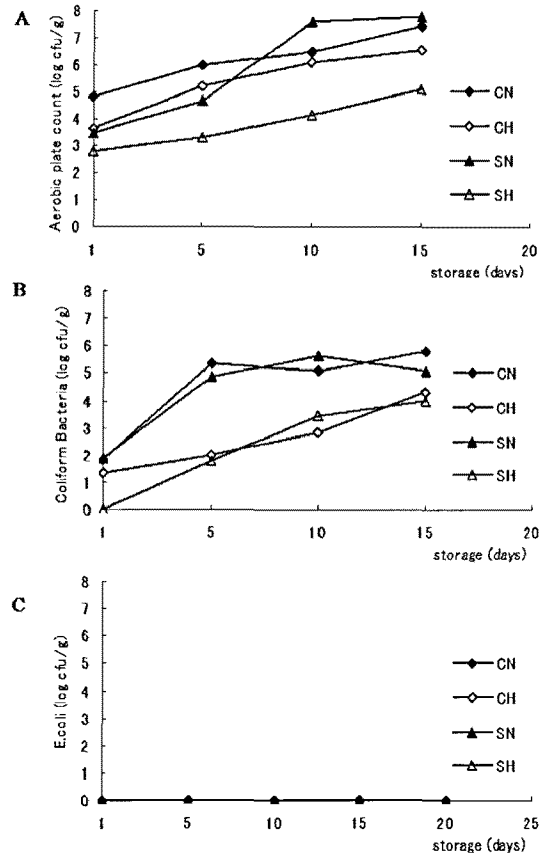 A
Aerobic plate count (log cfu/g)
8
7
6
5
4
3
2
1
0
1 5 10 15 20
storage (days)
CN
CH
SN
SH
B
Coliform Bacteria (log cfu/g)
8
7
6
5
4
3
2
1
0
1 5 10 15 20
storage (days)
CN
CH
SN
SH
C
E.coli (log cfu/g)
8
7
6
5
4
3
2
1
0
1 5 10 15 20 25
storage (days)
CN
CH
SN
SH